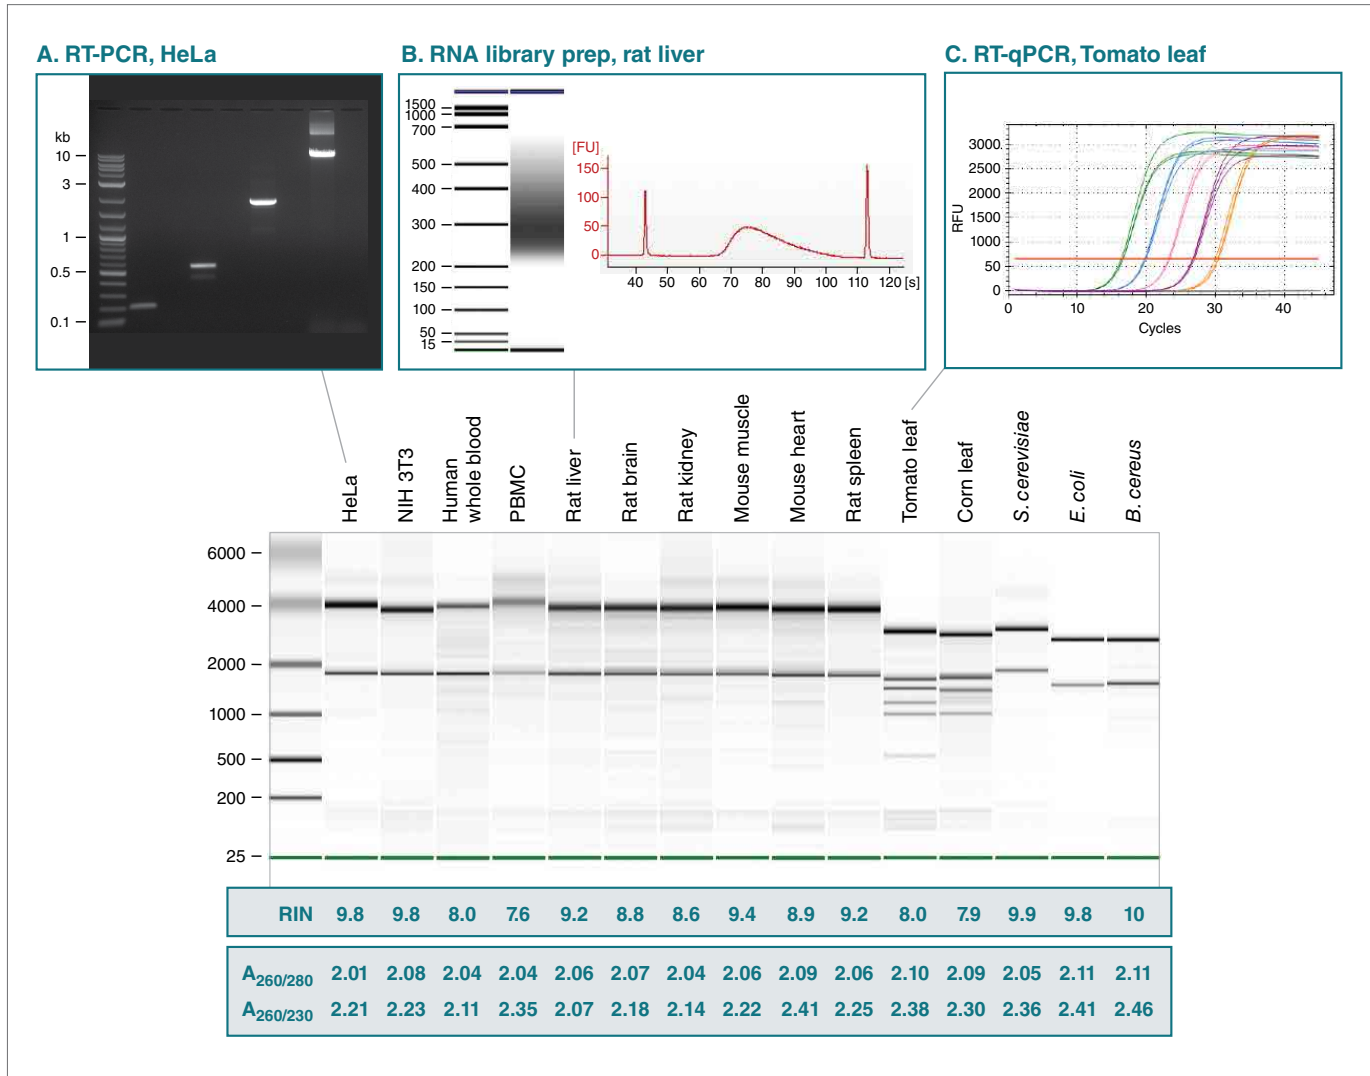 A. RT-PCR, HeLa
kb
10
3
1
0.5
0.1
B. RNA library prep, rat liver
1500
1000
700
500
400
300
200
150
100
50
15
[FU]
150
100
50
0
40 50 60 70 80 90 100 110 120 [s]
C. RT-qPCR, Tomato leaf
RFU
3000
2500
2000
1500
1000
50
0
0 10 20 30 40
Cycles
HeLa
NIH 3T3
Human
whole blood
PBMC
Rat liver
Rat brain
Rat kidney
Mouse muscle
Mouse heart
Rat spleen
Tomato leaf
Corn leaf
S. cerevisiae
E. coli
B. cereus
6000
4000
2000
1000
500
200
25
RIN 9.8 9.8 8.0 7.6 9.2 8.8 8.6 9.4 8.9 9.2 8.0 7.9 9.9 9.8 10
A260/280 2.01 2.08 2.04 2.04 2.06 2.07 2.04 2.06 2.09 2.06 2.10 2.09 2.05 2.11 2.11
A260/230 2.21 2.23 2.11 2.35 2.07 2.18 2.14 2.22 2.41 2.25 2.38 2.30 2.36 2.41 2.46